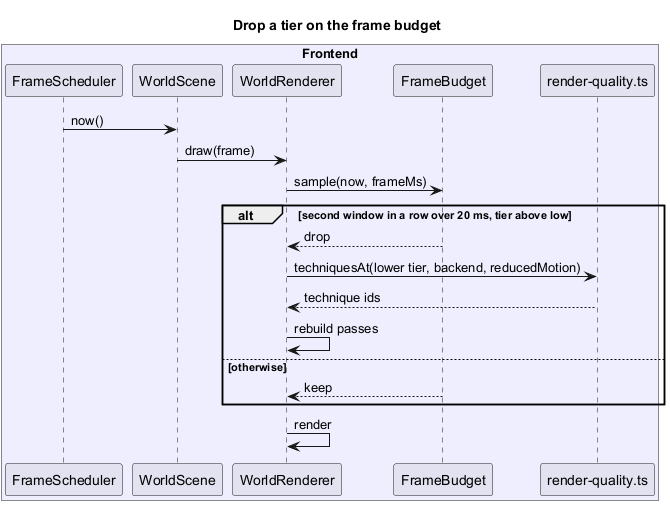 Drop a tier on the frame budget
Frontend
FrameScheduler WorldScene WorldRenderer FrameBudget render-quality.ts
now()
draw(frame)
sample(now, frameMs)
alt [second window in a row over 20 ms, tier above low]
drop
techniquesAt(lower tier, backend, reducedMotion)
technique ids
rebuild passes
[otherwise]
keep
render
FrameScheduler WorldScene WorldRenderer FrameBudget render-quality.ts